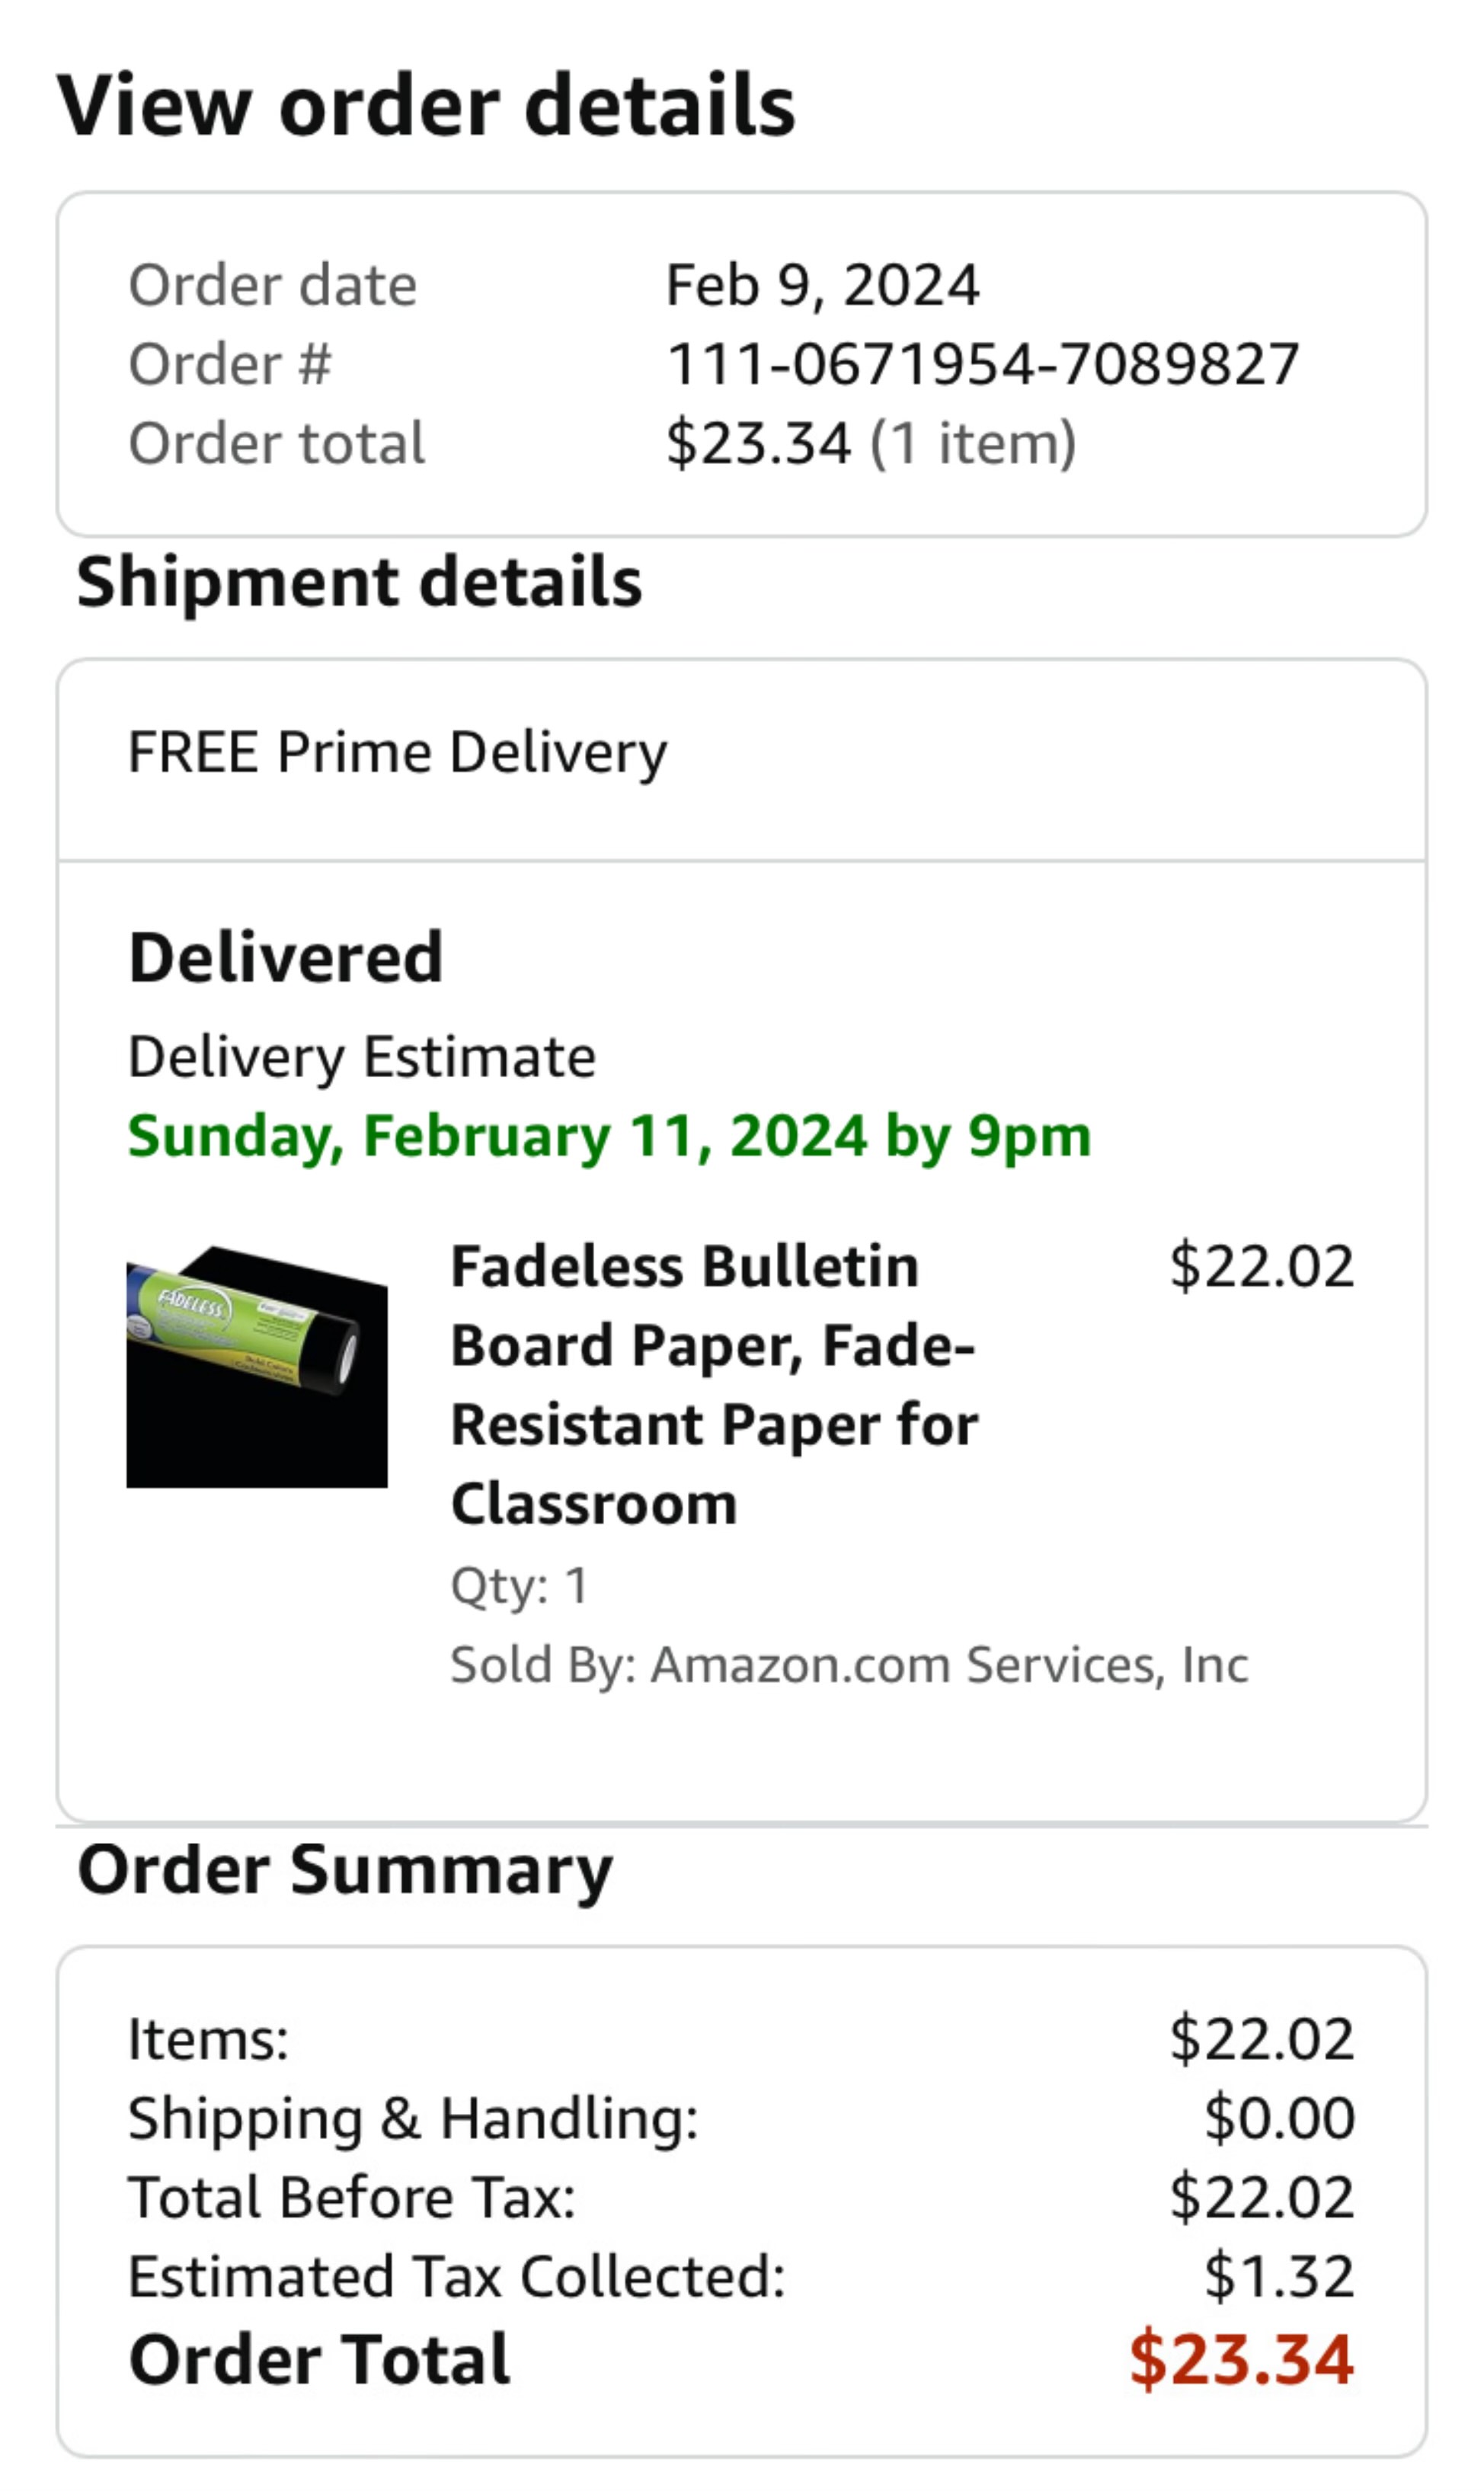 View order details
Order date Feb 9, 2024
Order # 111-0671954-7089827
Order total $23.34 (1 item)
Shipment details
FREE Prime Delivery
Delivered
Delivery Estimate
Sunday, February 11, 2024 by 9pm
FADELESS
Fadeless Bulletin $22.02
Board Paper, Fade-
Resistant Paper for
Classroom
Qty: 1
Sold By: Amazon.com Services, Inc
Order Summary
Items: $22.02
Shipping & Handling: $0.00
Total Before Tax: $22.02
Estimated Tax Collected: $1.32
Order Total $23.34